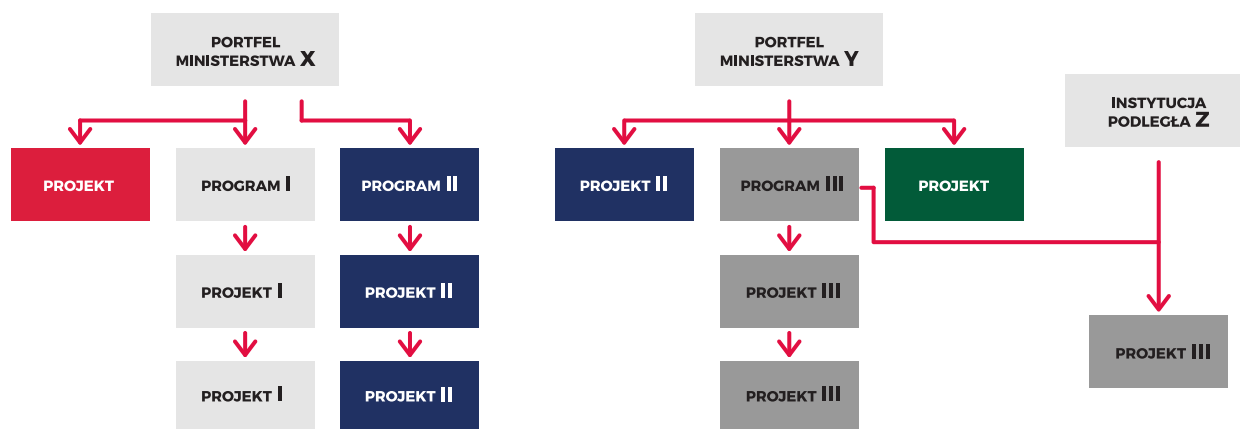 PORTFEL
MINISTERSTWA X
PORTFEL
MINISTERSTWA Y
INSTYTUCJA
PODLEGŁA Z
PROJEKT
PROGRAM I
PROGRAM II
PROJEKT II
PROGRAM III
PROJEKT
PROJEKT I
PROJEKT II
PROJEKT III
PROJEKT III
PROJEKT I
PROJEKT II
PROJEKT III